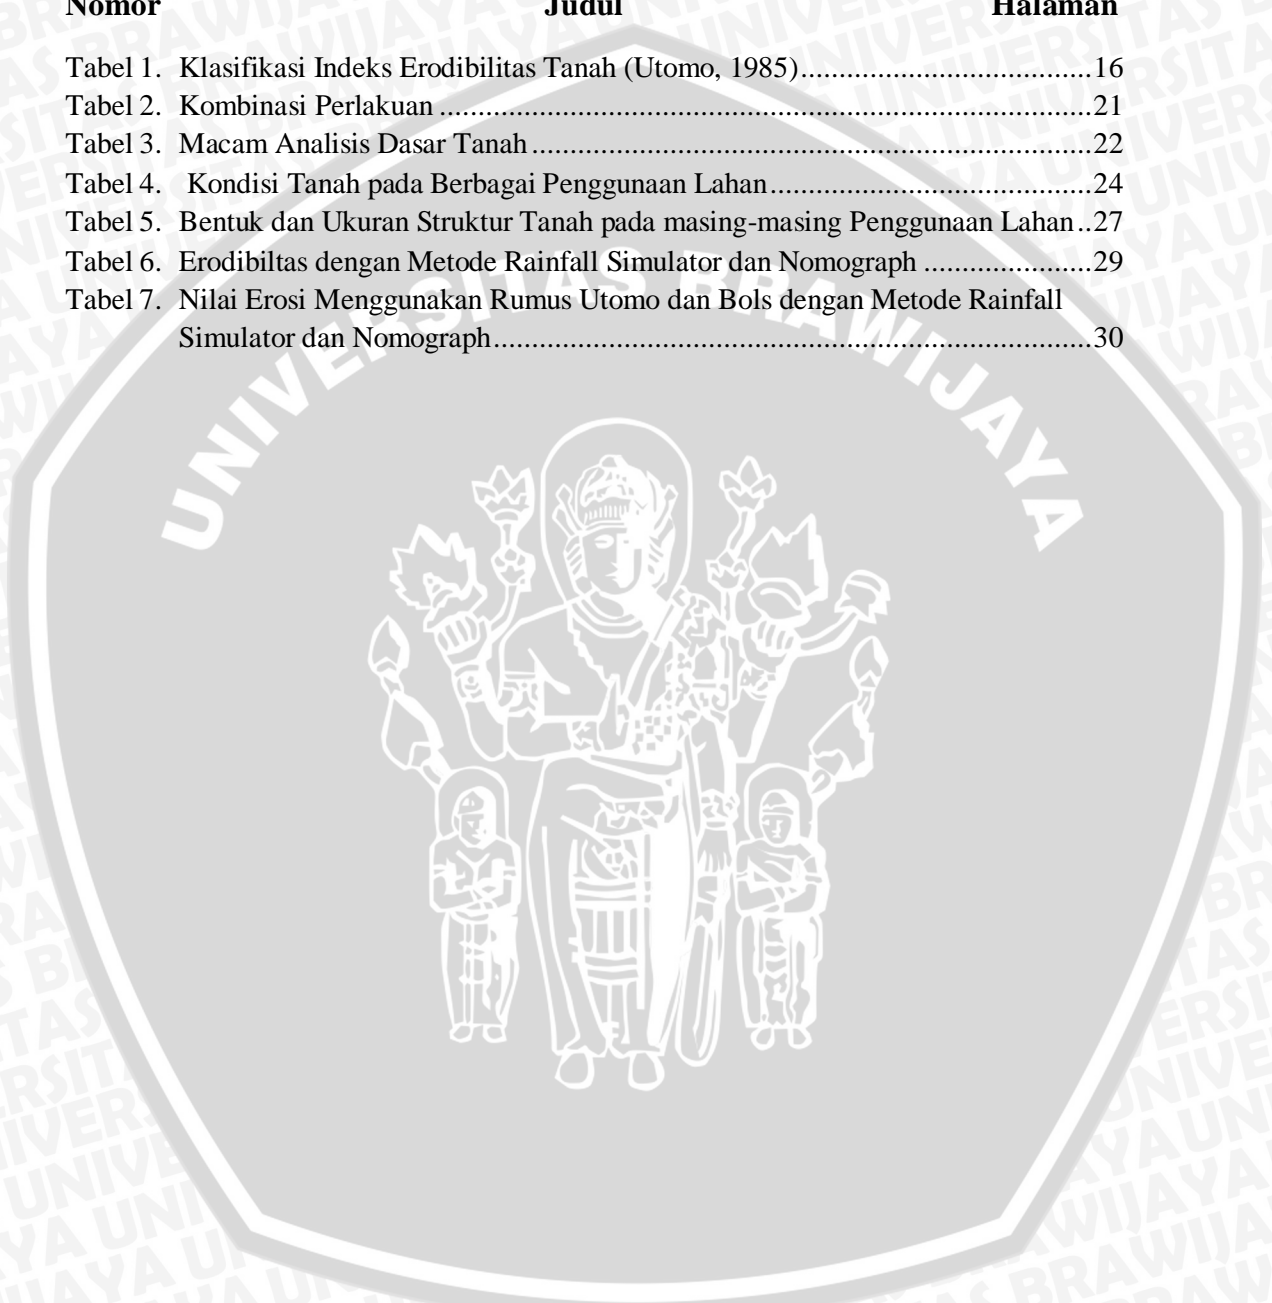 Nomor Judul Halaman
Tabel 1. Klasifikasi Indeks Erodibilitas Tanah (Utomo, 1985)................................16
Tabel 2. Kombinasi Perlakuan.......................................................................21
Tabel 3. Macam Analisis Dasar Tanah.............................................................22
Tabel 4. Kondisi Tanah pada Berbagai Penggunaan Lahan...................................24
Tabel 5. Bentuk dan Ukuran Struktur Tanah pada masing-masing Penggunaan Lahan..27
Tabel 6. Erodibiltas dengan Metode Rainfall Simulator dan Nomograph.....................29
Tabel 7. Nilai Erosi Menggunakan Rumus Utomo dan Bols dengan Metode Rainfall
Simulator dan Nomograph.................................................................30
UNIVERSITAS BRAWIJAYA